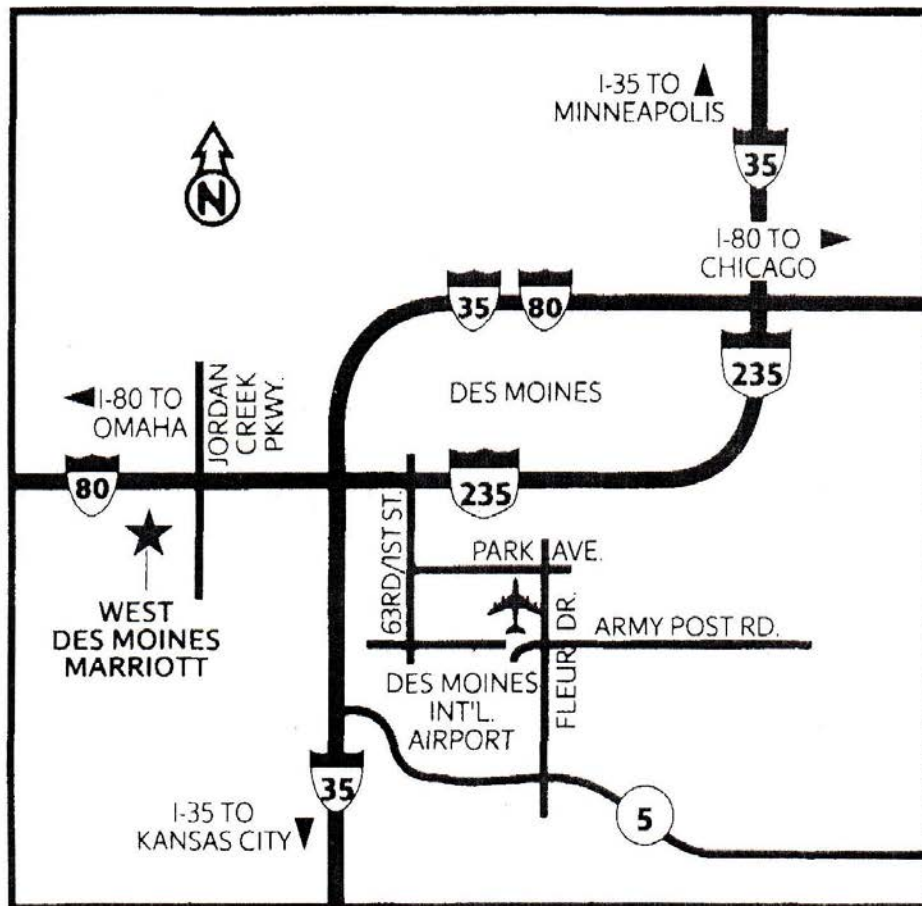 I-35 TO
MINNEAPOLIS
35
N
I-80 TO
CHICAGO
35
80
235
DES MOINES
I-80 TO
OMAHA
JORDAN
CREEK
PKWY.
80
235
63RD/1ST ST.
PARK AVE.
WEST
DES MOINES
MARRIOTT
FLEUR DR.
ARMY POST RD.
DES MOINES
INT'L.
AIRPORT
35
5
I-35 TO
KANSAS CITY